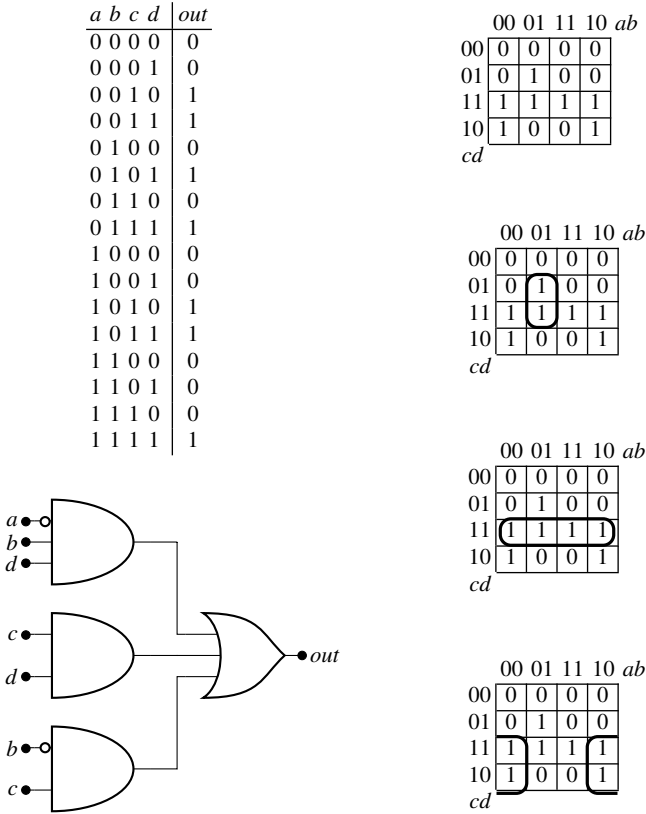 a b c d out
0 0 0 0 0
0 0 0 1 0
0 0 1 0 1
0 0 1 1 1
0 1 0 0 0
0 1 0 1 1
0 1 1 0 0
0 1 1 1 1
1 0 0 0 0
1 0 0 1 0
1 0 1 0 1
1 0 1 1 1
1 1 0 0 0
1 1 0 1 0
1 1 1 0 0
1 1 1 1 1
a
b
d
c
d
b
c
out
00 01 11 10 ab
00 0 0 0 0
01 0 1 0 0
11 1 1 1 1
10 1 0 0 1
cd
00 01 11 10 ab
00 0 0 0 0
01 0 1 0 0
11 1 1 1 1
10 1 0 0 1
cd
00 01 11 10 ab
00 0 0 0 0
01 0 1 0 0
11 1 1 1 1
10 1 0 0 1
cd
00 01 11 10 ab
00 0 0 0 0
01 0 1 0 0
11 1 1 1 1
10 1 0 0 1
cd